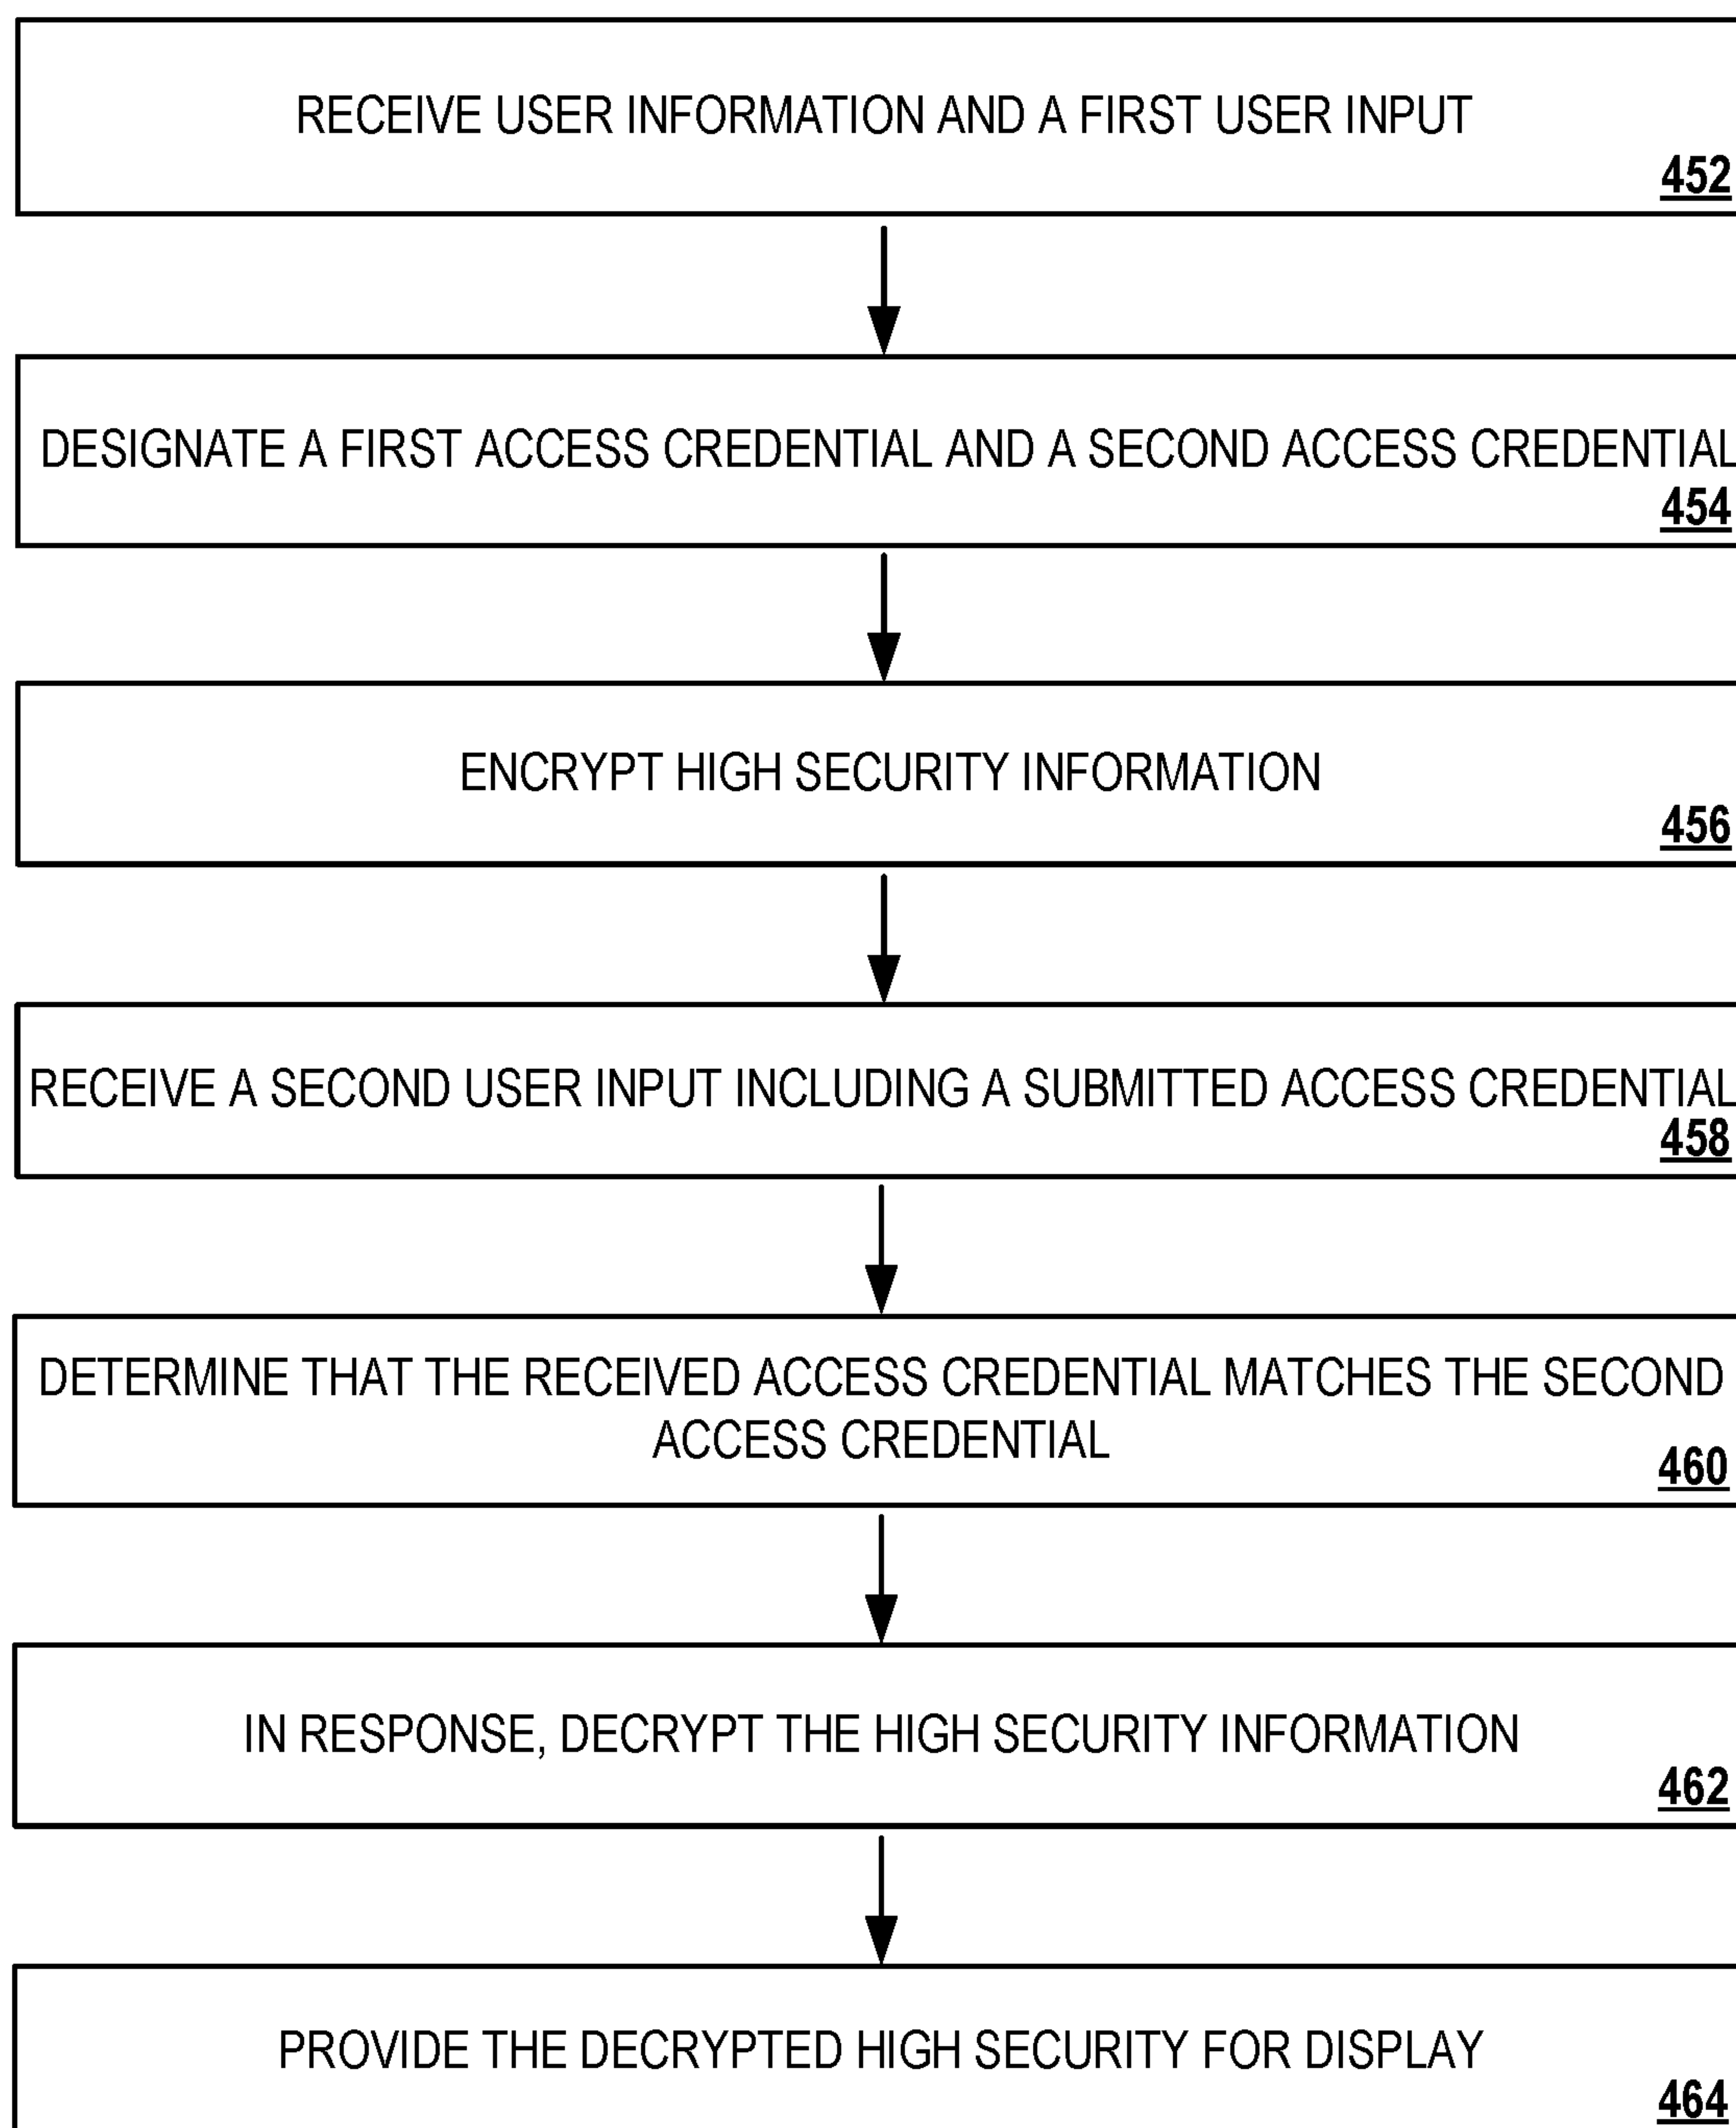 RECEIVE USER INFORMATION AND A FIRST USER INPUT
452
DESIGNATE A FIRST ACCESS CREDENTIAL AND A SECOND ACCESS CREDENTIAL
454
ENCRYPT HIGH SECURITY INFORMATION
456
RECEIVE A SECOND USER INPUT INCLUDING A SUBMITTED ACCESS CREDENTIAL
458
DETERMINE THAT THE RECEIVED ACCESS CREDENTIAL MATCHES THE SECOND
ACCESS CREDENTIAL
460
IN RESPONSE, DECRYPT THE HIGH SECURITY INFORMATION
462
PROVIDE THE DECRYPTED HIGH SECURITY FOR DISPLAY
464